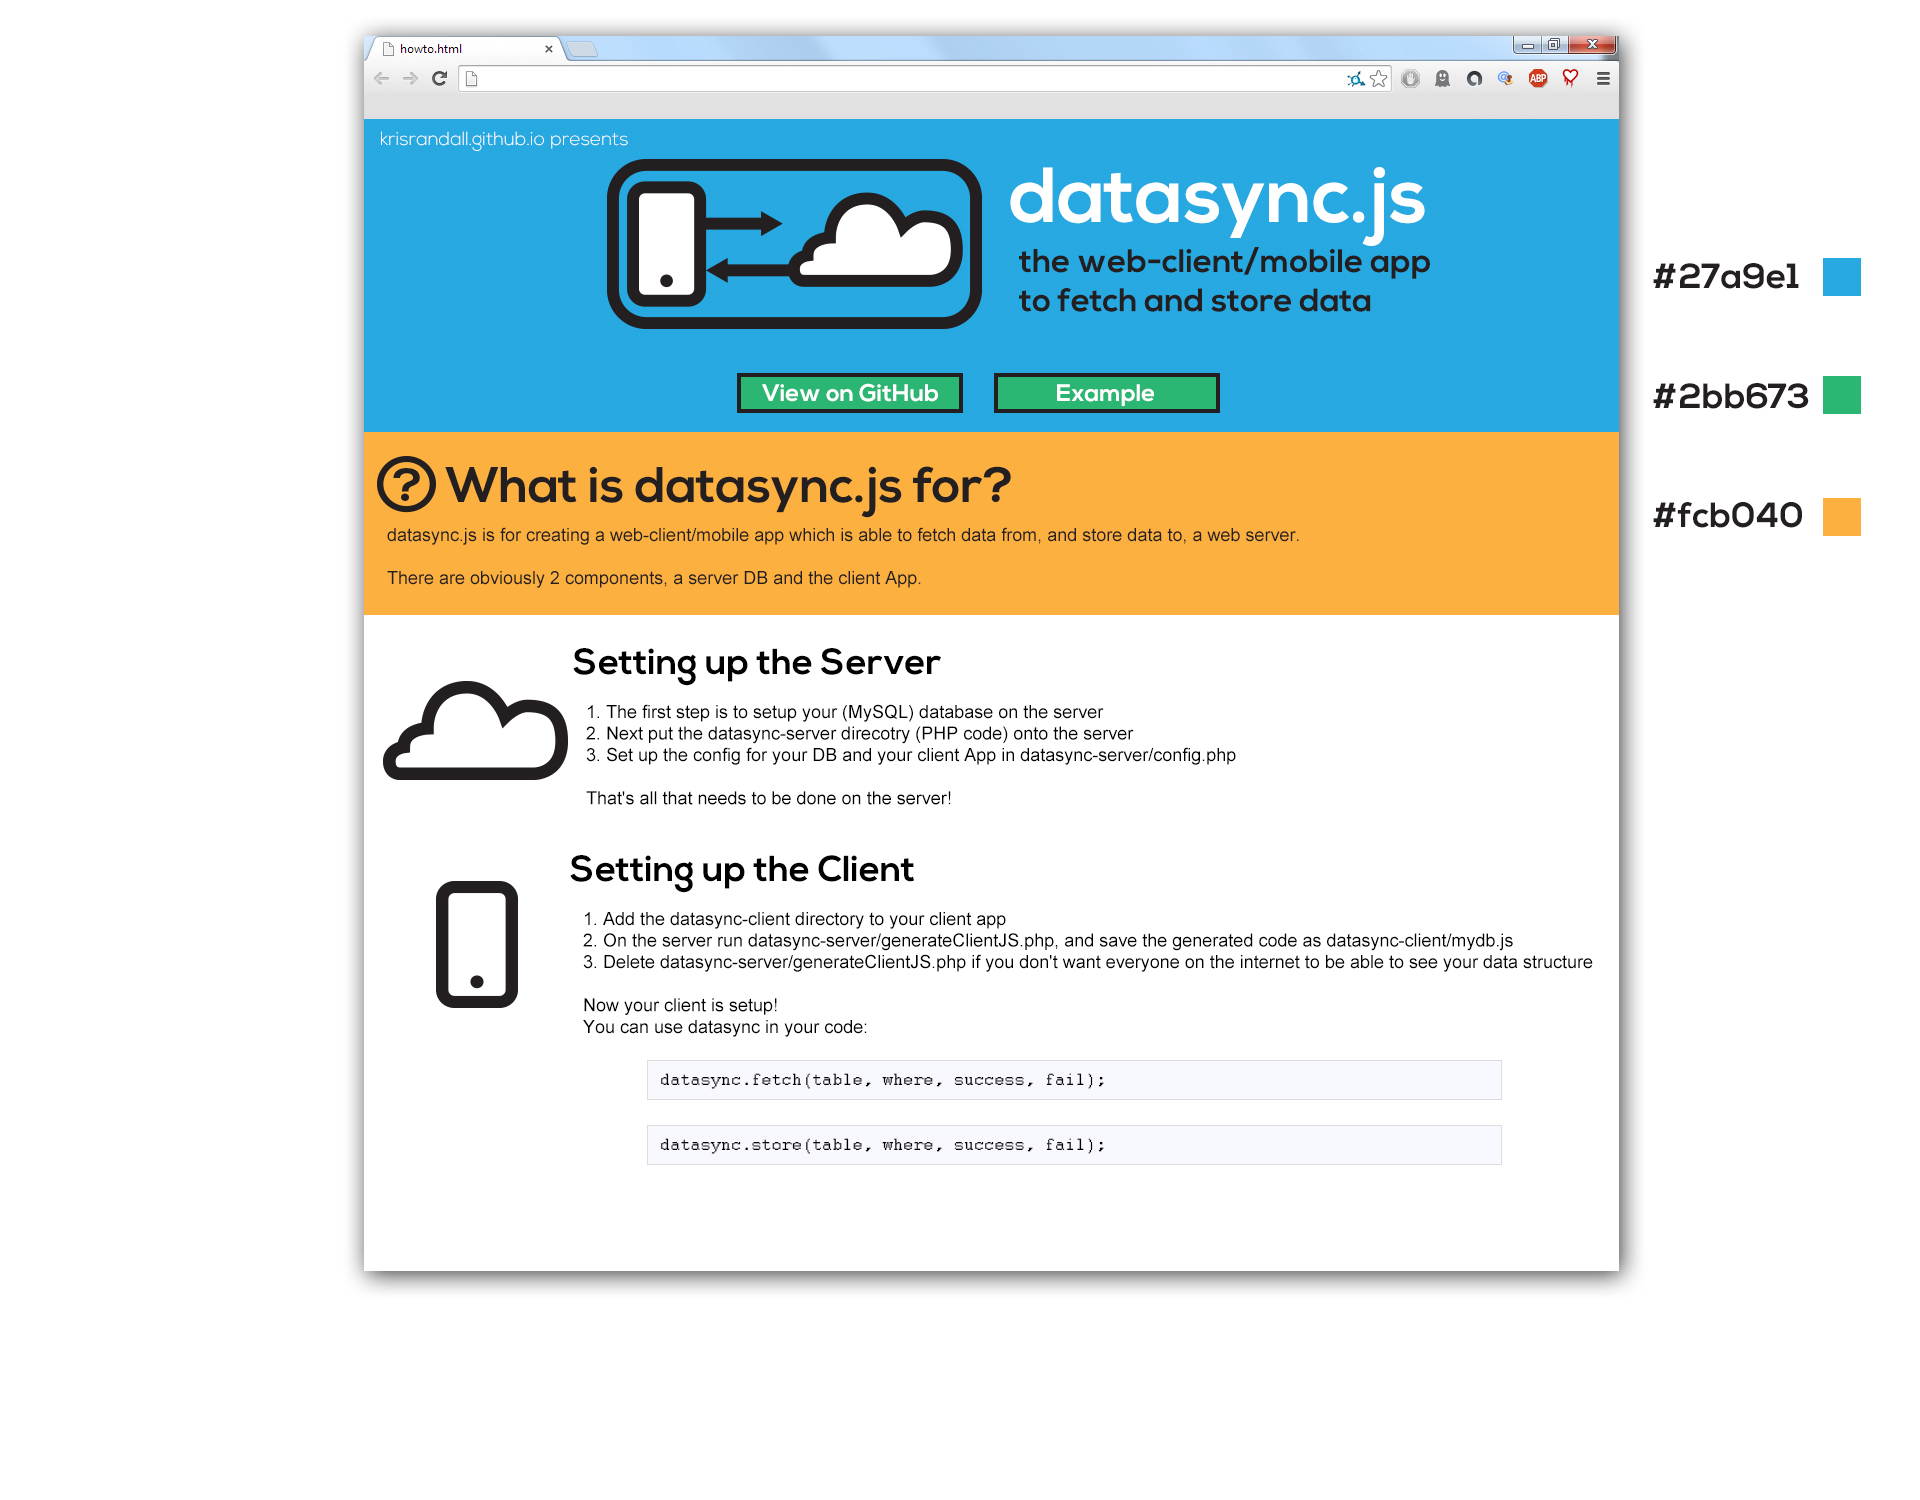 howto.html
ABP
krisrandall.github.io presents
datasync.js
the web-client/mobile app
to fetch and store data
View on GitHub
Example
? What is datasync.js for?
datasync.js is for creating a web-client/mobile app which is able to fetch data from, and store data to, a web server.
There are obviously 2 components, a server DB and the client App.
Setting up the Server
1. The first step is to setup your (MySQL) database on the server
2. Next put the datasync-server direcotry (PHP code) onto the server
3. Set up the config for your DB and your client App in datasync-server/config.php
That's all that needs to be done on the server!
Setting up the Client
1. Add the datasync-client directory to your client app
2. On the server run datasync-server/generateClientJS.php, and save the generated code as datasync-client/mydb.js
3. Delete datasync-server/generateClientJS.php if you don't want everyone on the internet to be able to see your data structure
Now your client is setup!
You can use datasync in your code:
datasync.fetch(table, where, success, fail);
datasync.store(table, where, success, fail);
#27a9e1
#2bb673
#fcb040